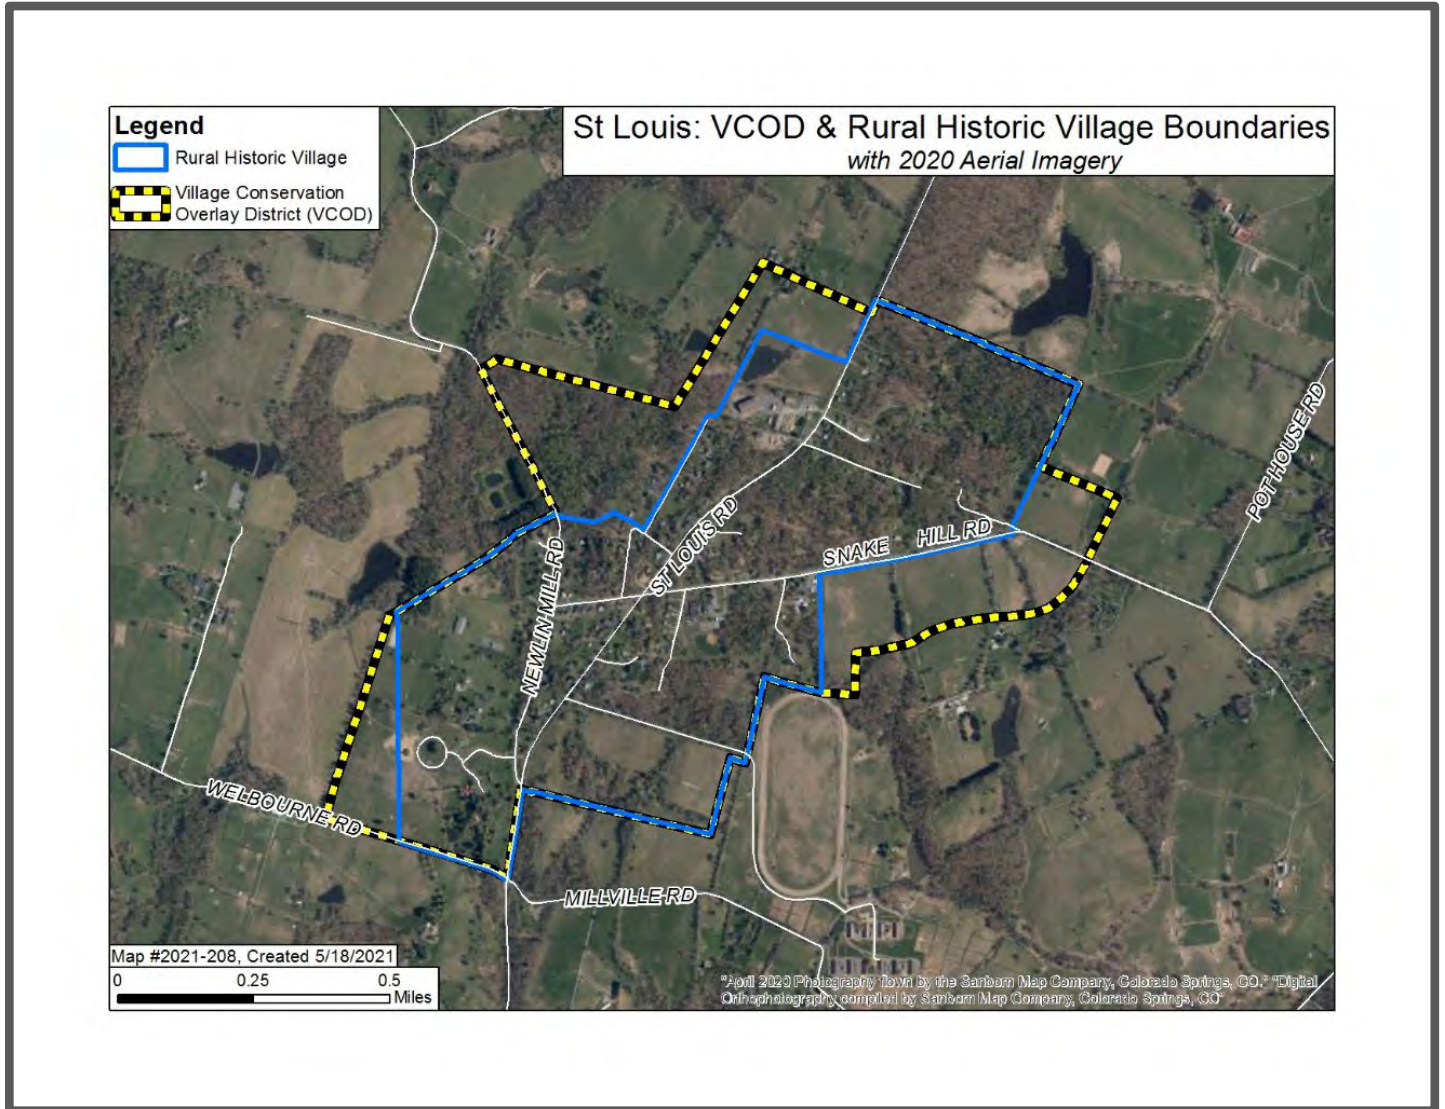 Legend
Rural Historic Village
Village Conservation
Overlay District (VCOD)
St Louis: VCOD & Rural Historic Village Boundaries
with 2020 Aerial Imagery
POT HOUSE RD
ST LOUIS RD
SNAKE HILL RD
NEWLIN MILL RD
WELBOURNE RD
MILLVILLE RD
Map #2021-208, Created 5/18/2021
0 0.25 0.5
Miles
"April 2020 Photography flown by the Sanborn Map Company, Colorado Springs, CO." "Digital
Orthophotography compiled by Sanborn Map Company, Colorado Springs, CO"